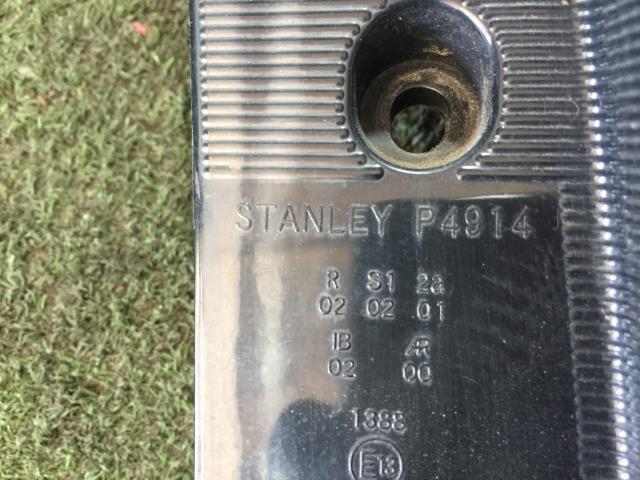 STANLEY P4914
R S1 2a
02 02 01
IB AR
02 00
1388
E13